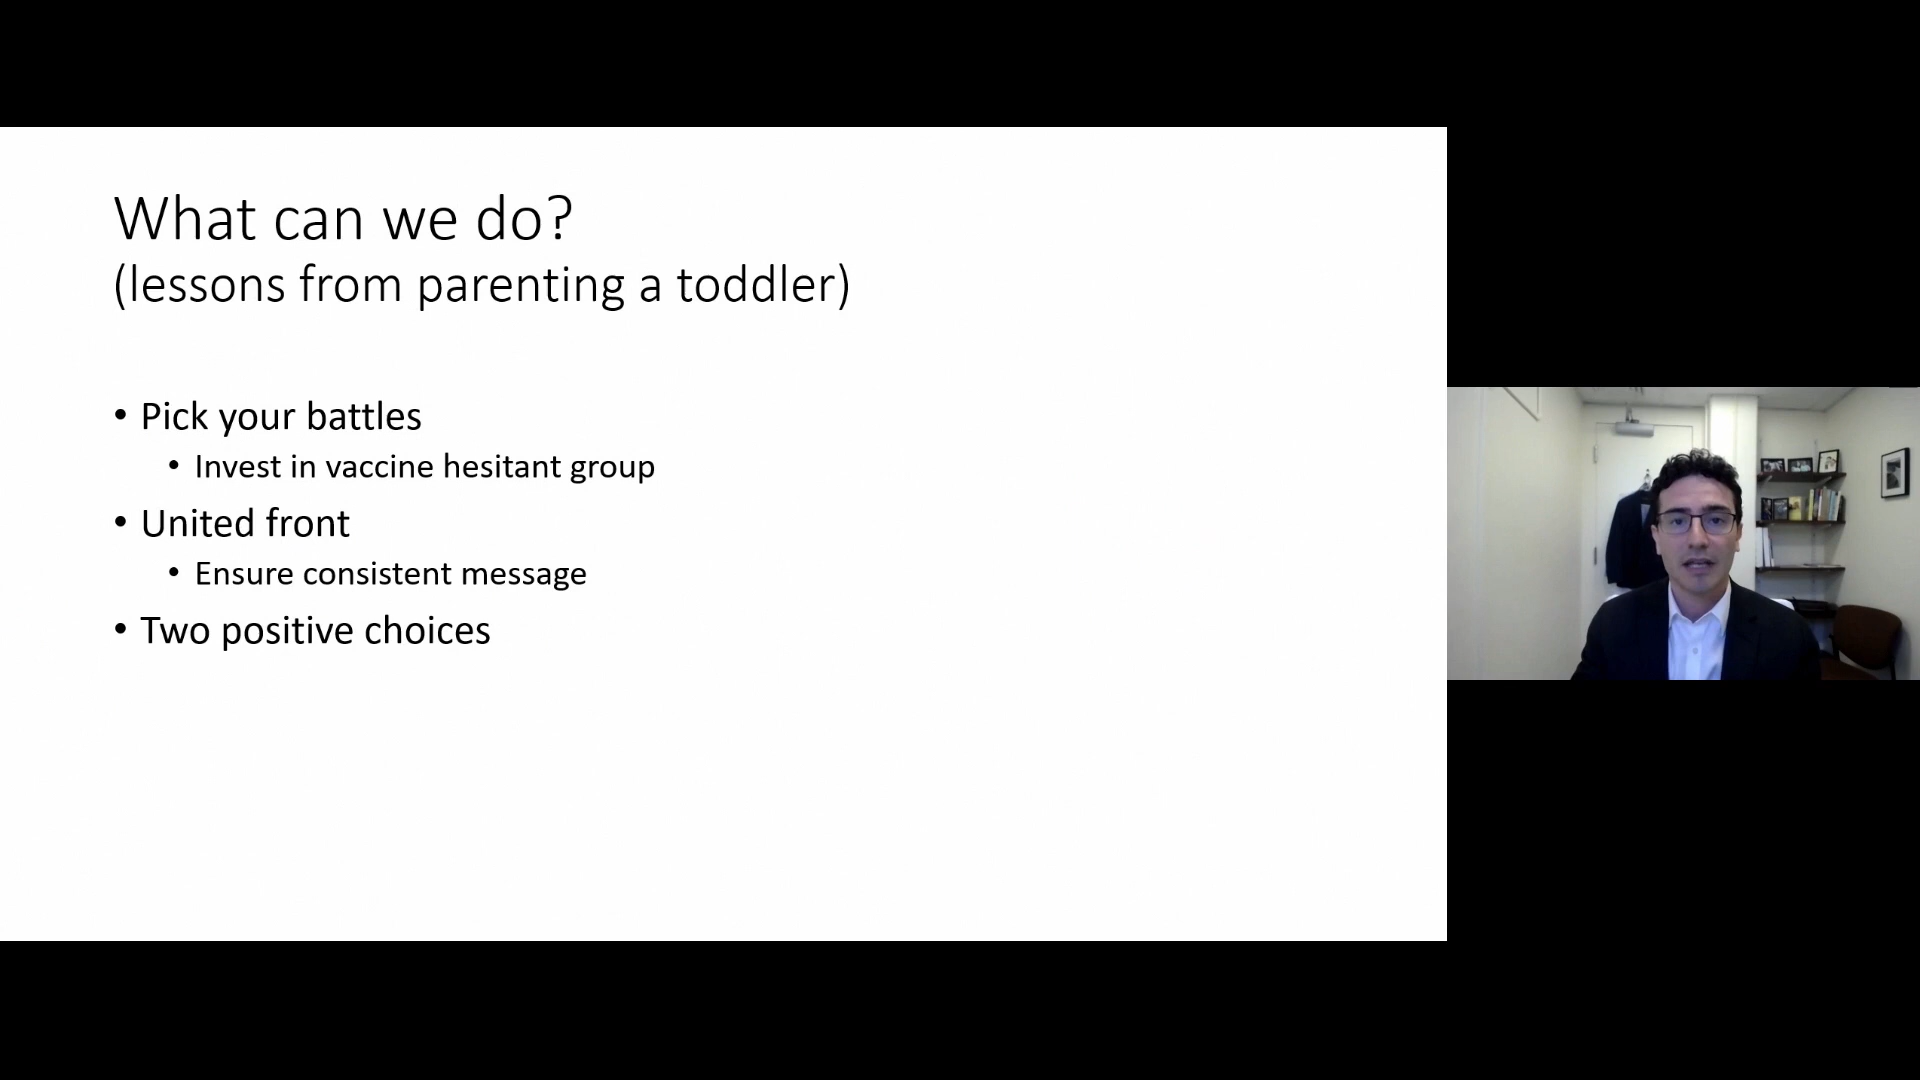 What can we do?
(lessons from parenting a toddler)
• Pick your battles
• Invest in vaccine hesitant group
• United front
• Ensure consistent message
• Two positive choices